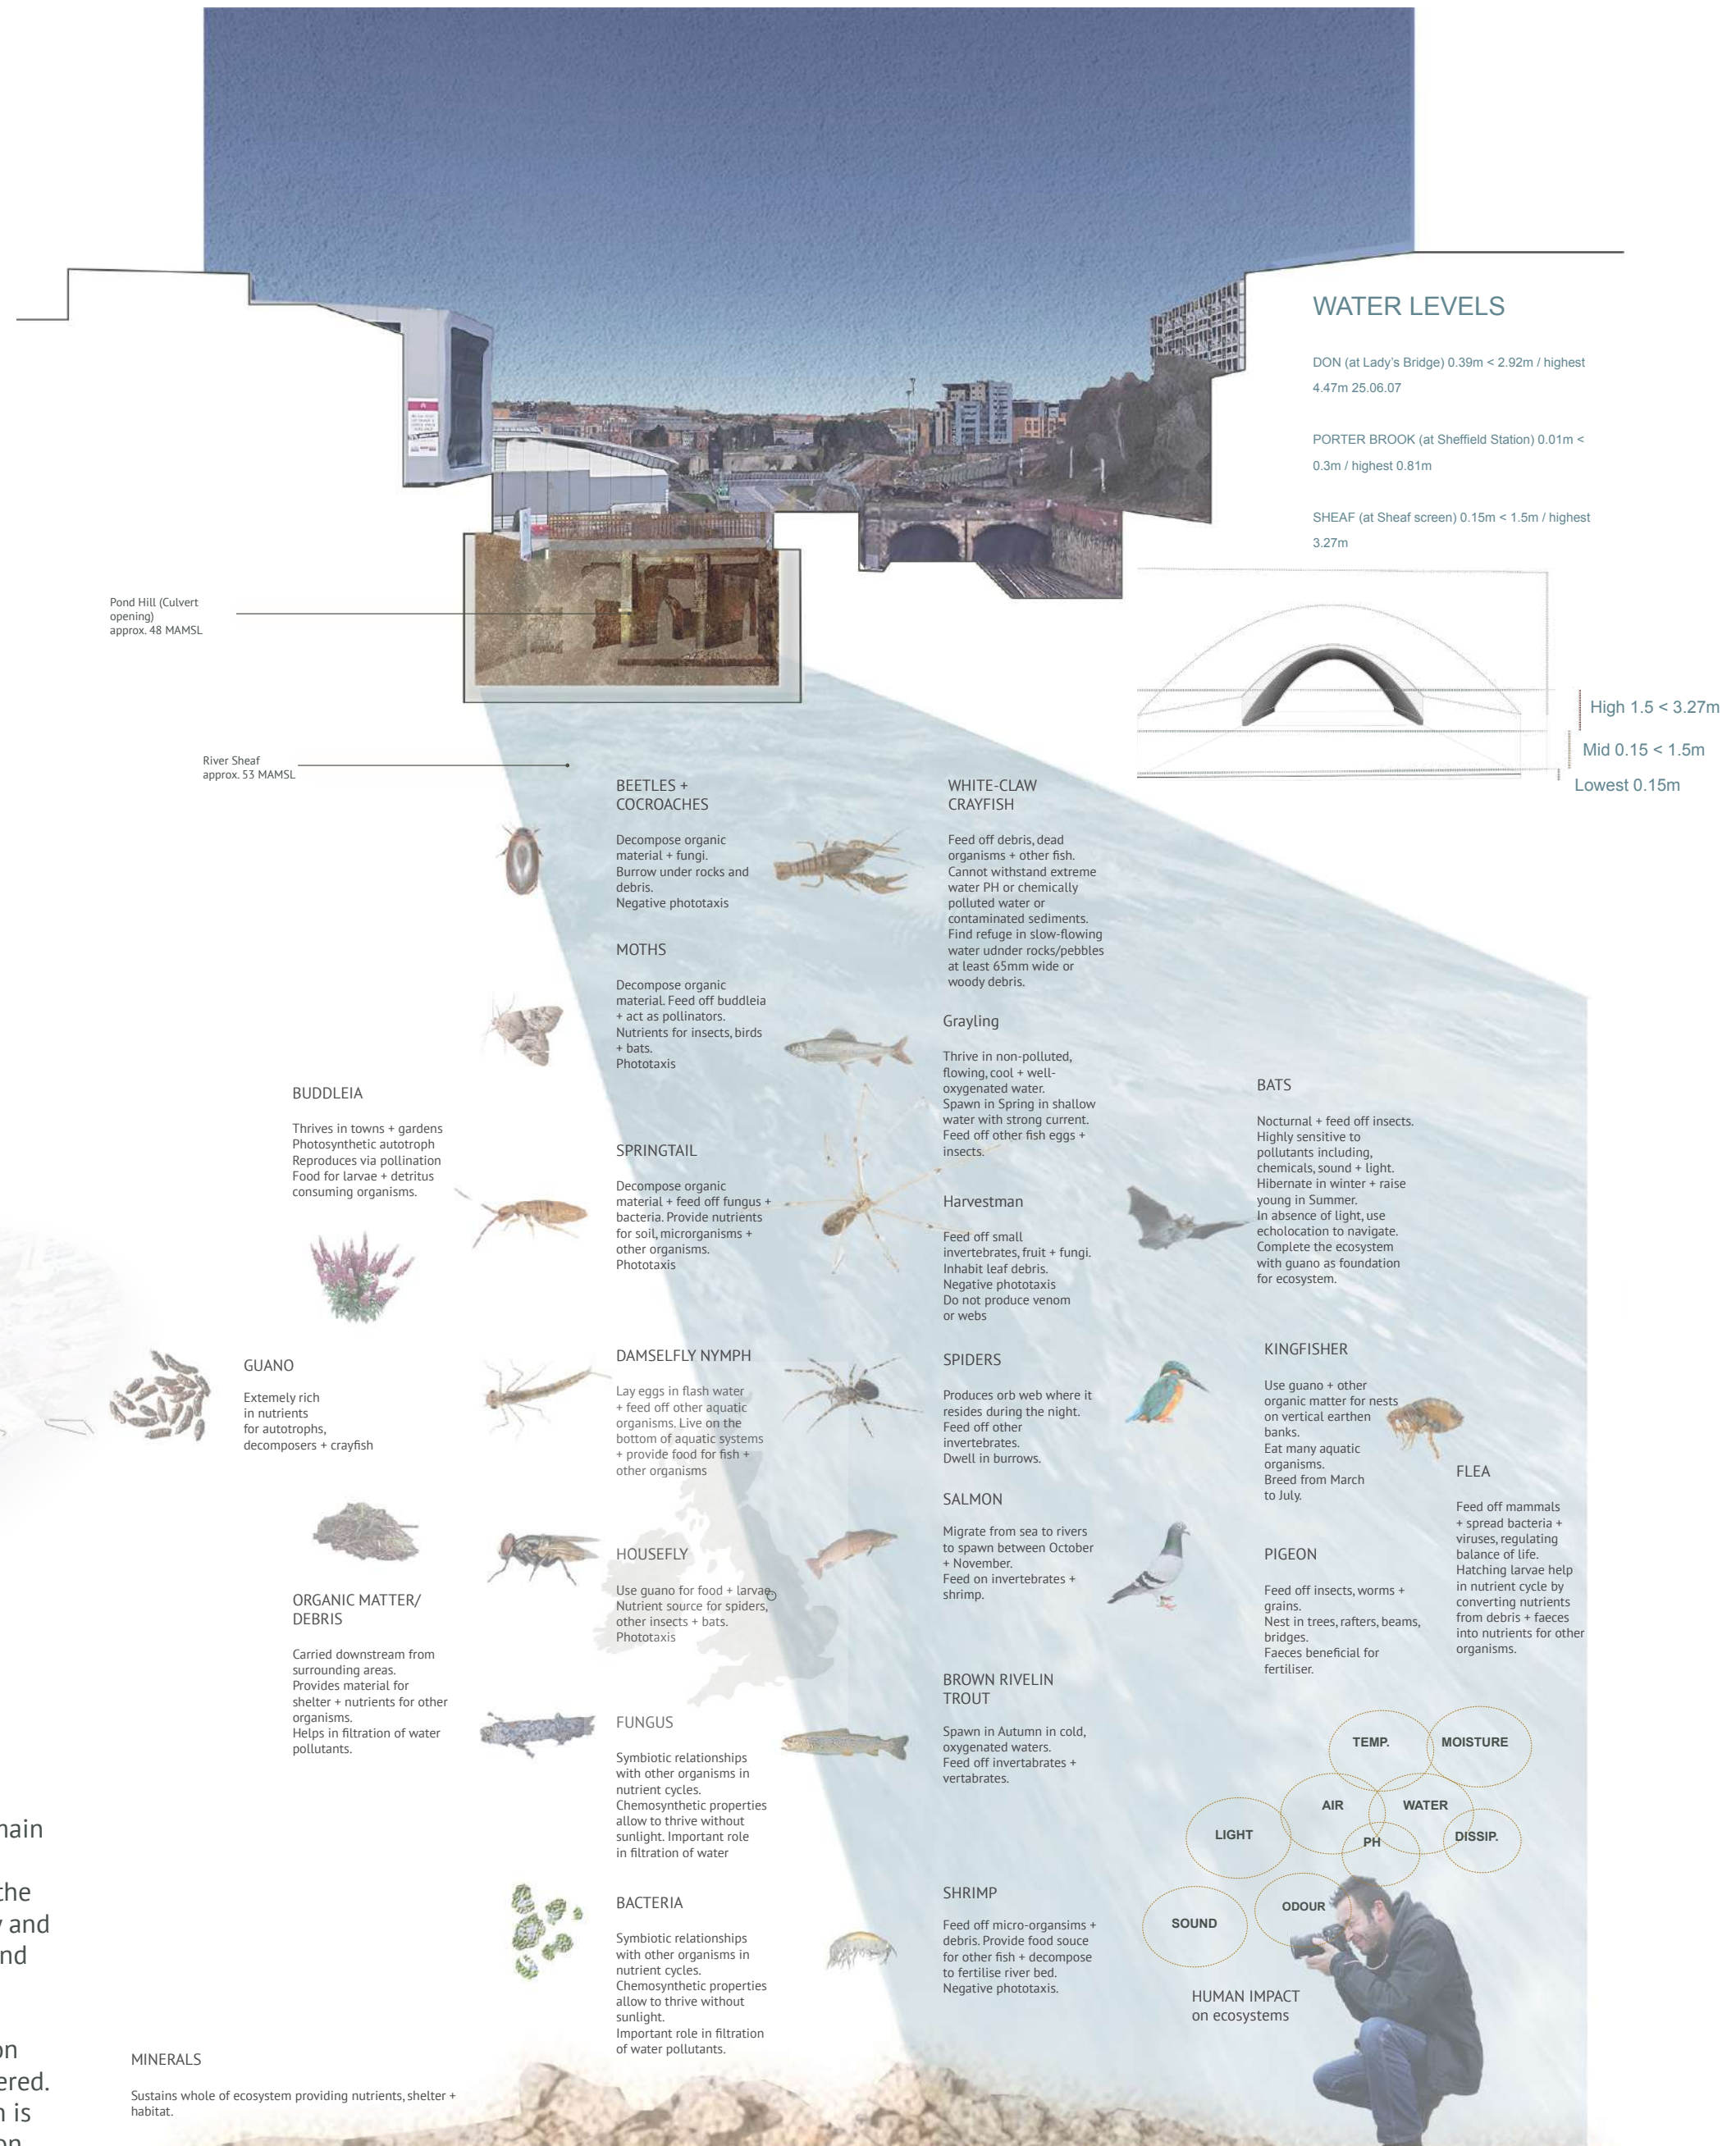 WATER LEVELS
DON (at Lady's Bridge) 0.39m < 2.92m / highest
4.47m 25.06.07
PORTER BROOK (at Sheffield Station) 0.01m <
0.3m / highest 0.81m
SHEAF (at Sheaf screen) 0.15m < 1.5m / highest
3.27m
High 1.5 < 3.27m
Mid 0.15 < 1.5m
Lowest 0.15m
Pond Hill (Culvert
opening)
approx. 48 MAMSL
River Sheaf
approx. 53 MAMSL
BUDDLEIA
Thrives in towns + gardens
Photosynthetic autotroph
Reproduces via pollination
Food for larvae + detritus
consuming organisms.
GUANO
Extemely rich
in nutrients
for autotrophs,
decomposers + crayfish
ORGANIC MATTER/
DEBRIS
Carried downstream from
surrounding areas.
Provides material for
shelter + nutrients for other
organisms.
Helps in filtration of water
pollutants.
MINERALS
Sustains whole of ecosystem providing nutrients, shelter +
habitat.
BEETLES +
COCROACHES
Decompose organic
material + fungi.
Burrow under rocks and
debris.
Negative phototaxis
MOTHS
Decompose organic
material. Feed off buddleia
+ act as pollinators.
Nutrients for insects, birds
+ bats.
Phototaxis
SPRINGTAIL
Decompose organic
material + feed off fungus +
bacteria. Provide nutrients
for soil, microrganisms +
other organisms.
Phototaxis
DAMSELFLY NYMPH
Lay eggs in flash water
+ feed off other aquatic
organisms. Live on the
bottom of aquatic systems
+ provide food for fish +
other organisms
HOUSEFLY
Use guano for food + larvae.
Nutrient source for spiders,
other insects + bats.
Phototaxis
FUNGUS
Symbiotic relationships
with other organisms in
nutrient cycles.
Chemosynthetic properties
allow to thrive without
sunlight. Important role
in filtration of water
BACTERIA
Symbiotic relationships
with other organisms in
nutrient cycles.
Chemosynthetic properties
allow to thrive without
sunlight.
Important role in filtration
of water pollutants.
WHITE-CLAW
CRAYFISH
Feed off debris, dead
organisms + other fish.
Cannot withstand extreme
water PH or chemically
polluted water or
contaminated sediments.
Find refuge in slow-flowing
water udnder rocks/pebbles
at least 65mm wide or
woody debris.
Grayling
Thrive in non-polluted,
flowing, cool + well-
oxygenated water.
Spawn in Spring in shallow
water with strong current.
Feed off other fish eggs +
insects.
Harvestman
Feed off small
invertebrates, fruit + fungi.
Inhabit leaf debris.
Negative phototaxis
Do not produce venom
or webs
SPIDERS
Produces orb web where it
resides during the night.
Feed off other
invertebrates.
Dwell in burrows.
SALMON
Migrate from sea to rivers
to spawn between October
+ November.
Feed on invertebrates +
shrimp.
BROWN RIVELIN
TROUT
Spawn in Autumn in cold,
oxygenated waters.
Feed off invertabrates +
vertabrates.
SHRIMP
Feed off micro-organsims +
debris. Provide food souce
for other fish + decompose
to fertilise river bed.
Negative phototaxis.
BATS
Nocturnal + feed off insects.
Highly sensitive to
pollutants including,
chemicals, sound + light.
Hibernate in winter + raise
young in Summer.
In absence of light, use
echolocation to navigate.
Complete the ecosystem
with guano as foundation
for ecosystem.
KINGFISHER
Use guano + other
organic matter for nests
on vertical earthen
banks.
Eat many aquatic
organisms.
Breed from March
to July.
PIGEON
Feed off insects, worms +
grains.
Nest in trees, rafters, beams,
bridges.
Faeces beneficial for
fertiliser.
FLEA
Feed off mammals
+ spread bacteria +
viruses, regulating
balance of life.
Hatching larvae help
in nutrient cycle by
converting nutrients
from debris + faeces
into nutrients for other
organisms.
TEMP.
MOISTURE
AIR
WATER
LIGHT
PH
DISSIP.
SOUND
ODOUR
HUMAN IMPACT
on ecosystems
the
and
is